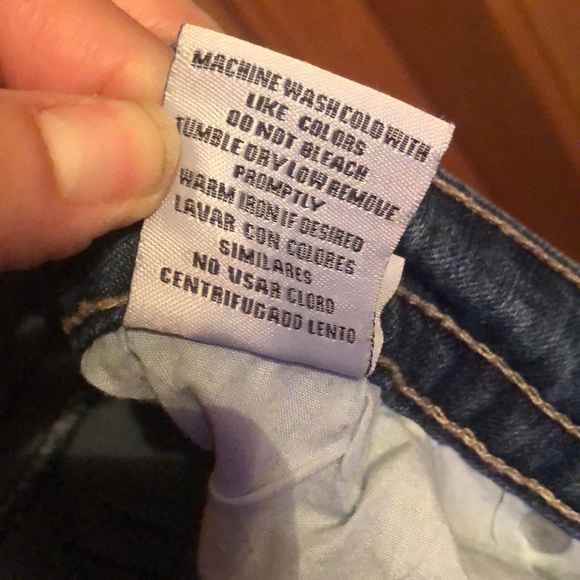 MACHINE WASH COLD WITH
LIKE COLORS
DO NOT BLEACH
TUMBLE DRY LOW REMOVE
PROMPTLY
WARM IRON IF DESIRED
LAVAR CON COLORES
SIMILARES
NO USAR CLORO
CENTRIFUGADO LENTO